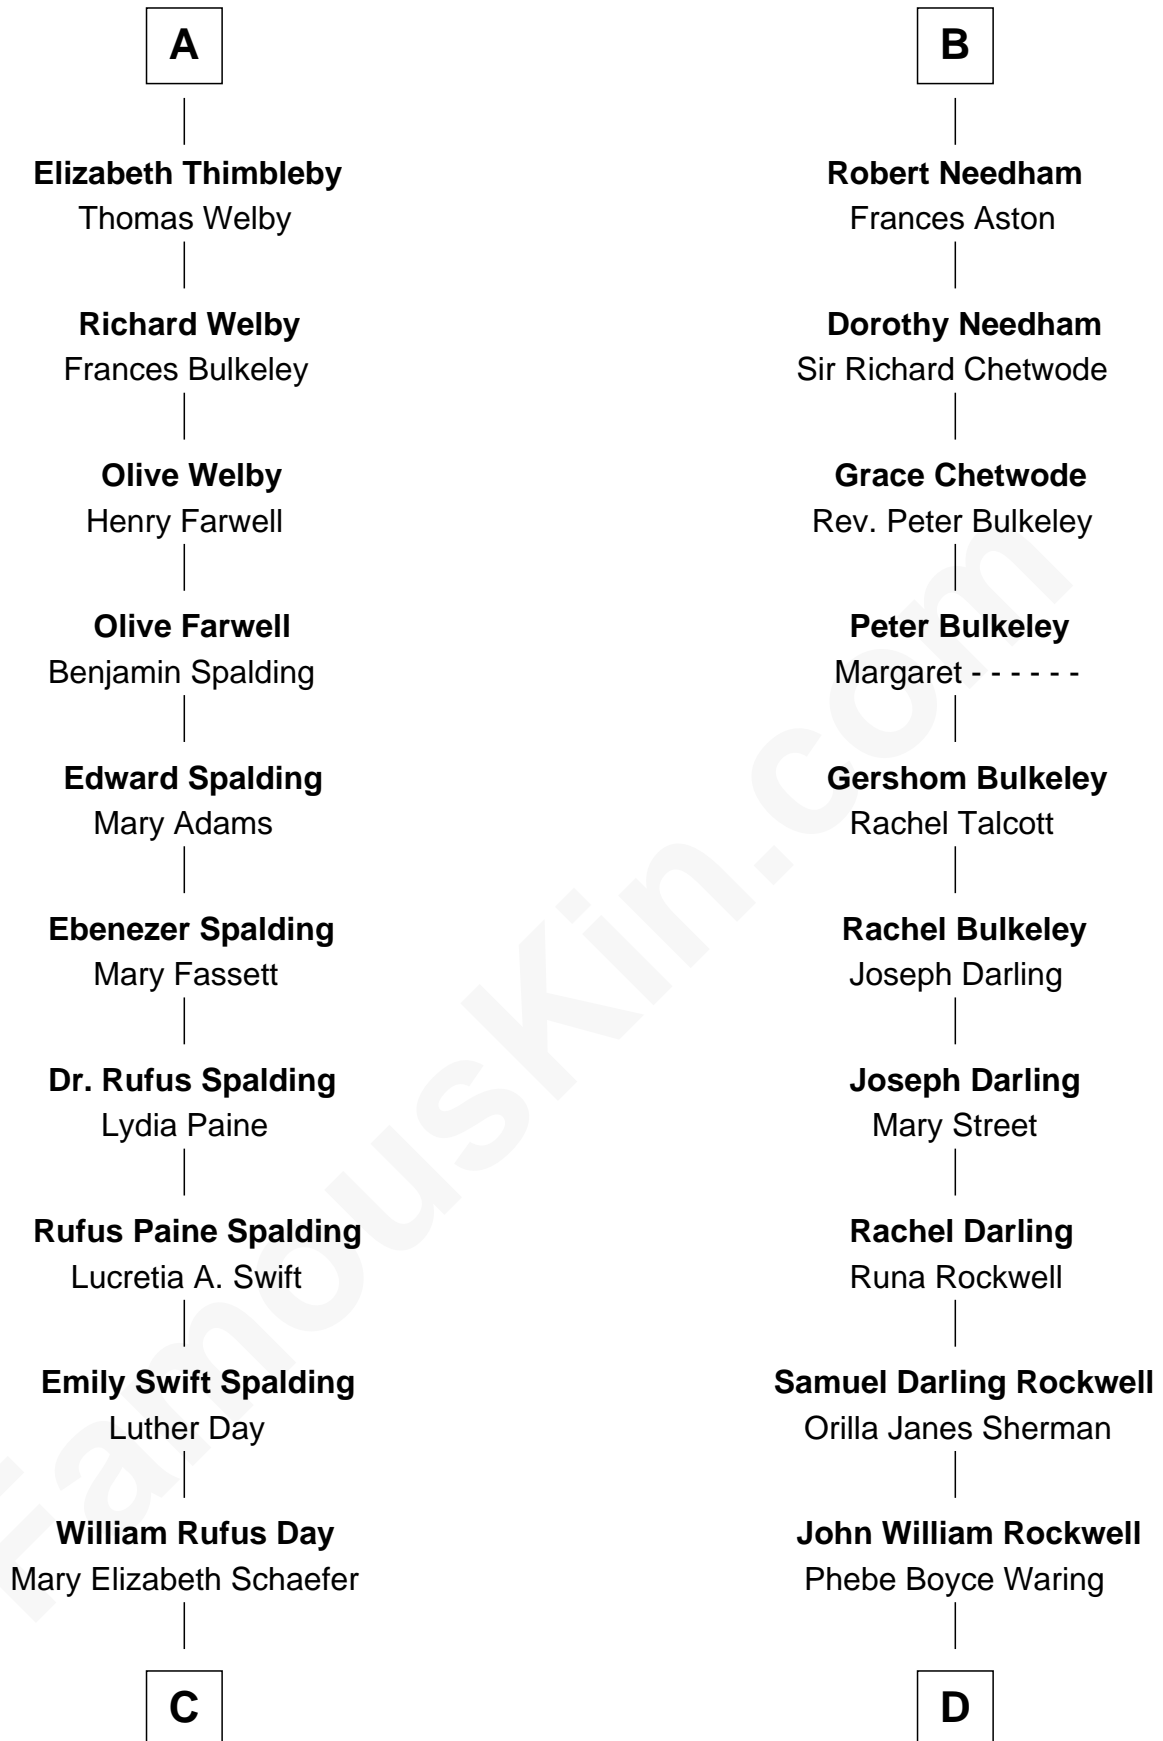 A
Elizabeth Thimbleby
Thomas Welby
Richard Welby
Frances Bulkeley
Olive Welby
Henry Farwell
Olive Farwell
Benjamin Spalding
Edward Spalding
Mary Adams
Ebenezer Spalding
Mary Fassett
Dr. Rufus Spalding
Lydia Paine
Rufus Paine Spalding
Lucretia A. Swift
Emily Swift Spalding
Luther Day
William Rufus Day
Mary Elizabeth Schaefer
C
B
Robert Needham
Frances Aston
Dorothy Needham
Sir Richard Chetwode
Grace Chetwode
Rev. Peter Bulkeley
Peter Bulkeley
Margaret - - - - - -
Gershom Bulkeley
Rachel Talcott
Rachel Bulkeley
Joseph Darling
Joseph Darling
Mary Street
Rachel Darling
Runa Rockwell
Samuel Darling Rockwell
Orilla Janes Sherman
John William Rockwell
Phebe Boyce Waring
D
FamousKin.com